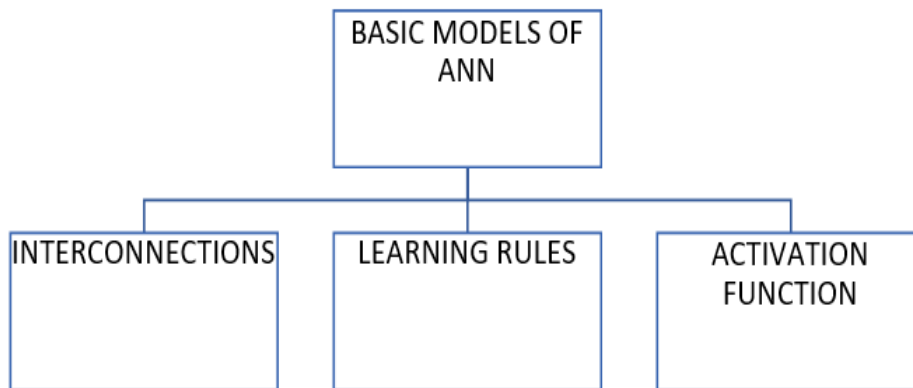 BASIC MODELS OF
ANN
INTERCONNECTIONS
LEARNING RULES
ACTIVATION
FUNCTION